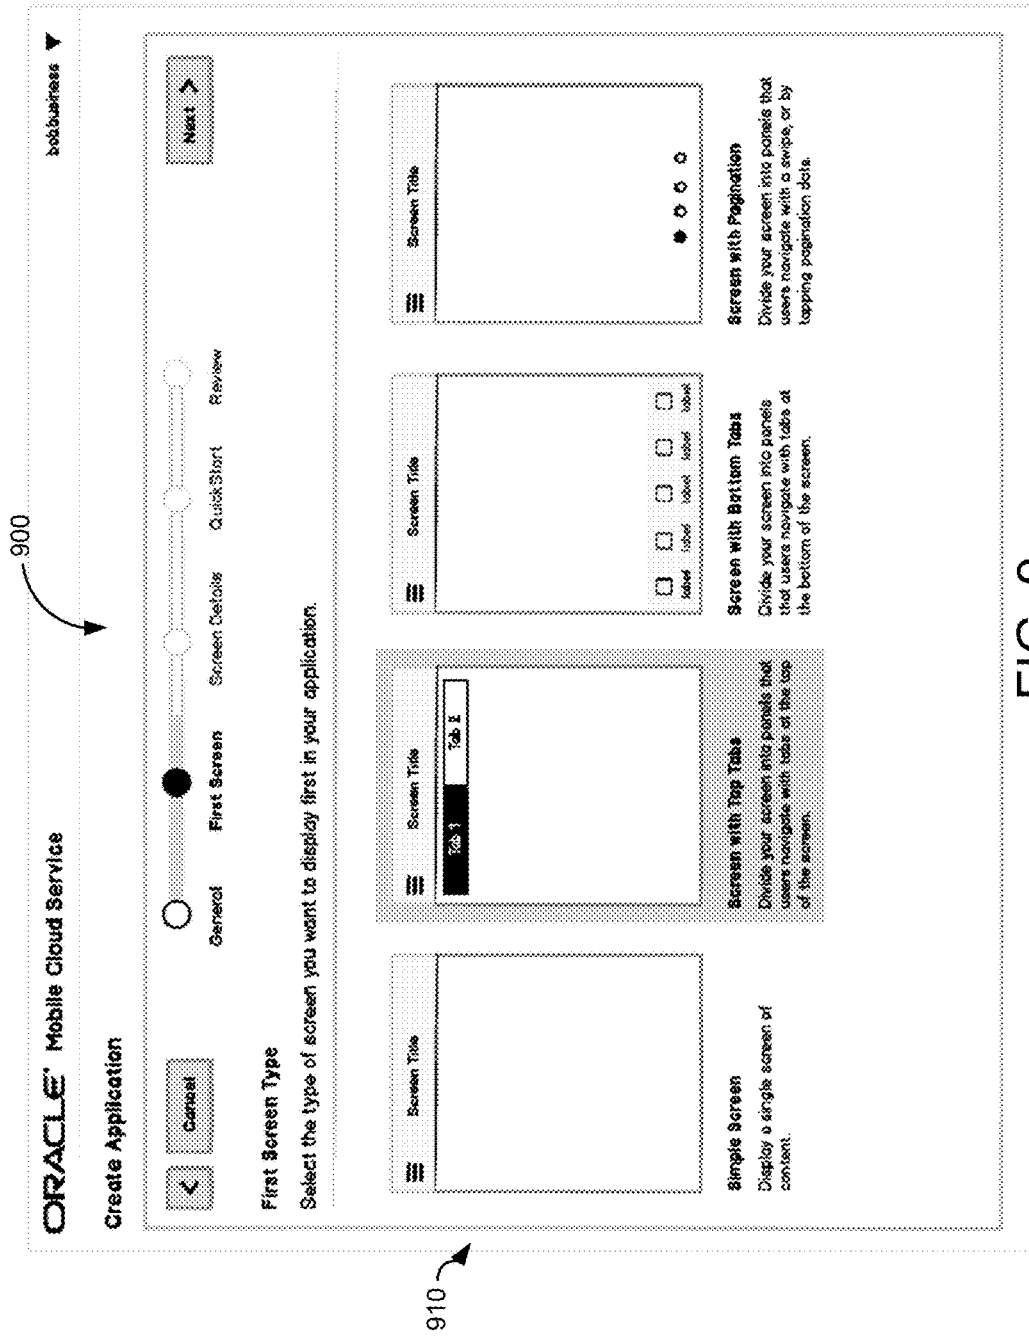 900
ORACLE Mobile Cloud Service
bobbusiness
Create Application
Cancel
Next
General
First Screen
Screen Details
QuickStart
Review
First Screen Type
Select the type of screen you want to display first in your application.
910
Screen Title
Simple Screen
Display a single screen of
content.
Screen Title
Tab 1
Tab 2
Screen with Top Tabs
Divide your screen into panels that
users navigate with tabs at the top
of the screen.
Screen Title
label label label label label
Screen with Bottom Tabs
Divide your screen into panels
that users navigate with tabs at
the bottom of the screen.
Screen Title
Screen with Pagination
Divide your screen into panels that
users navigate with a swipe, or by
tapping pagination dots.
FIG. 9